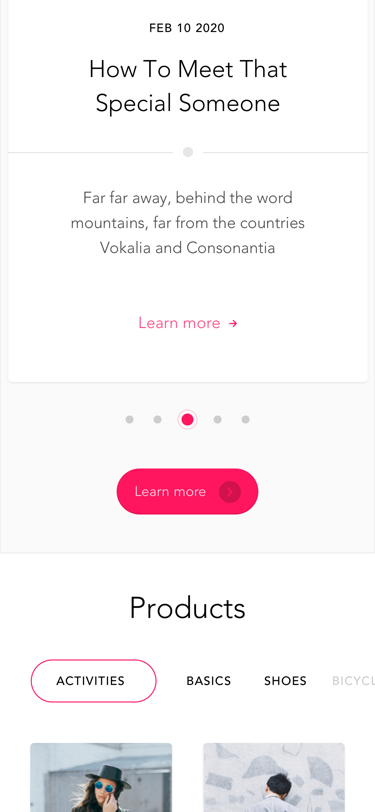 FEB 10 2020
How To Meet That
Special Someone
Far far away, behind the word
mountains, far from the countries
Vokalia and Consonantia
Learn more →
Learn more
Products
ACTIVITIES BASICS SHOES BICYCL